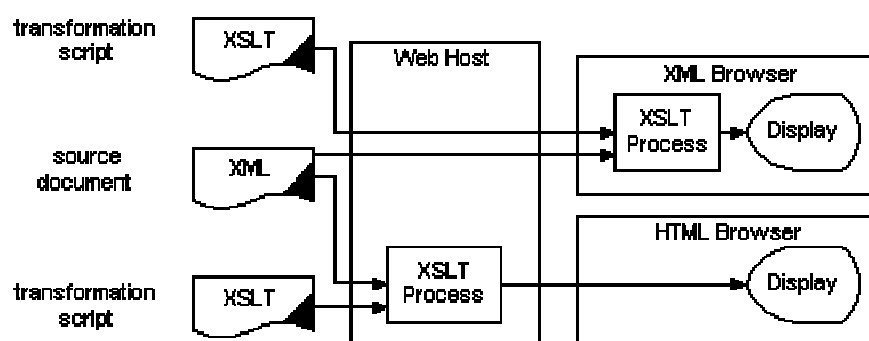 transformation
script
XSLT
Web Host
XML Browser
XSLT
Process
Display
source
document
XML
HTML Browser
XSLT
Process
Display
transformation
script
XSLT